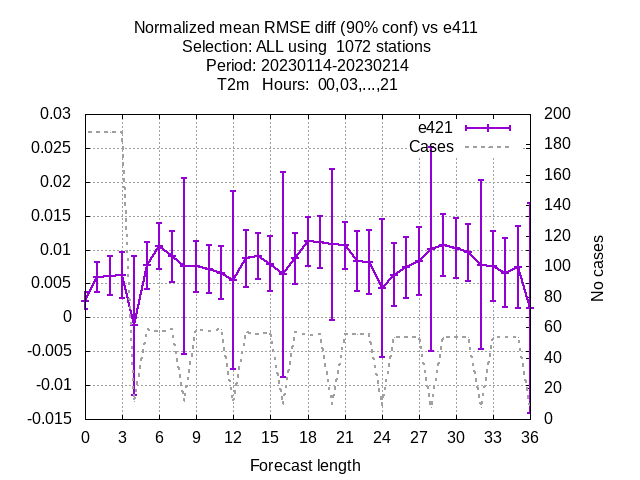 Normalized mean RMSE diff (90% conf) vs e411
Selection: ALL using  1072 stations
Period: 20230114-20230214
T2m   Hours:  00,03,...,21
0.03
0.025
0.02
0.015
0.01
0.005
0
-0.005
-0.01
-0.015
200
180
160
140
120
100
80
60
40
20
0
e421
Cases
No cases
0 3 6 9 12 15 18 21 24 27 30 33 36
Forecast length